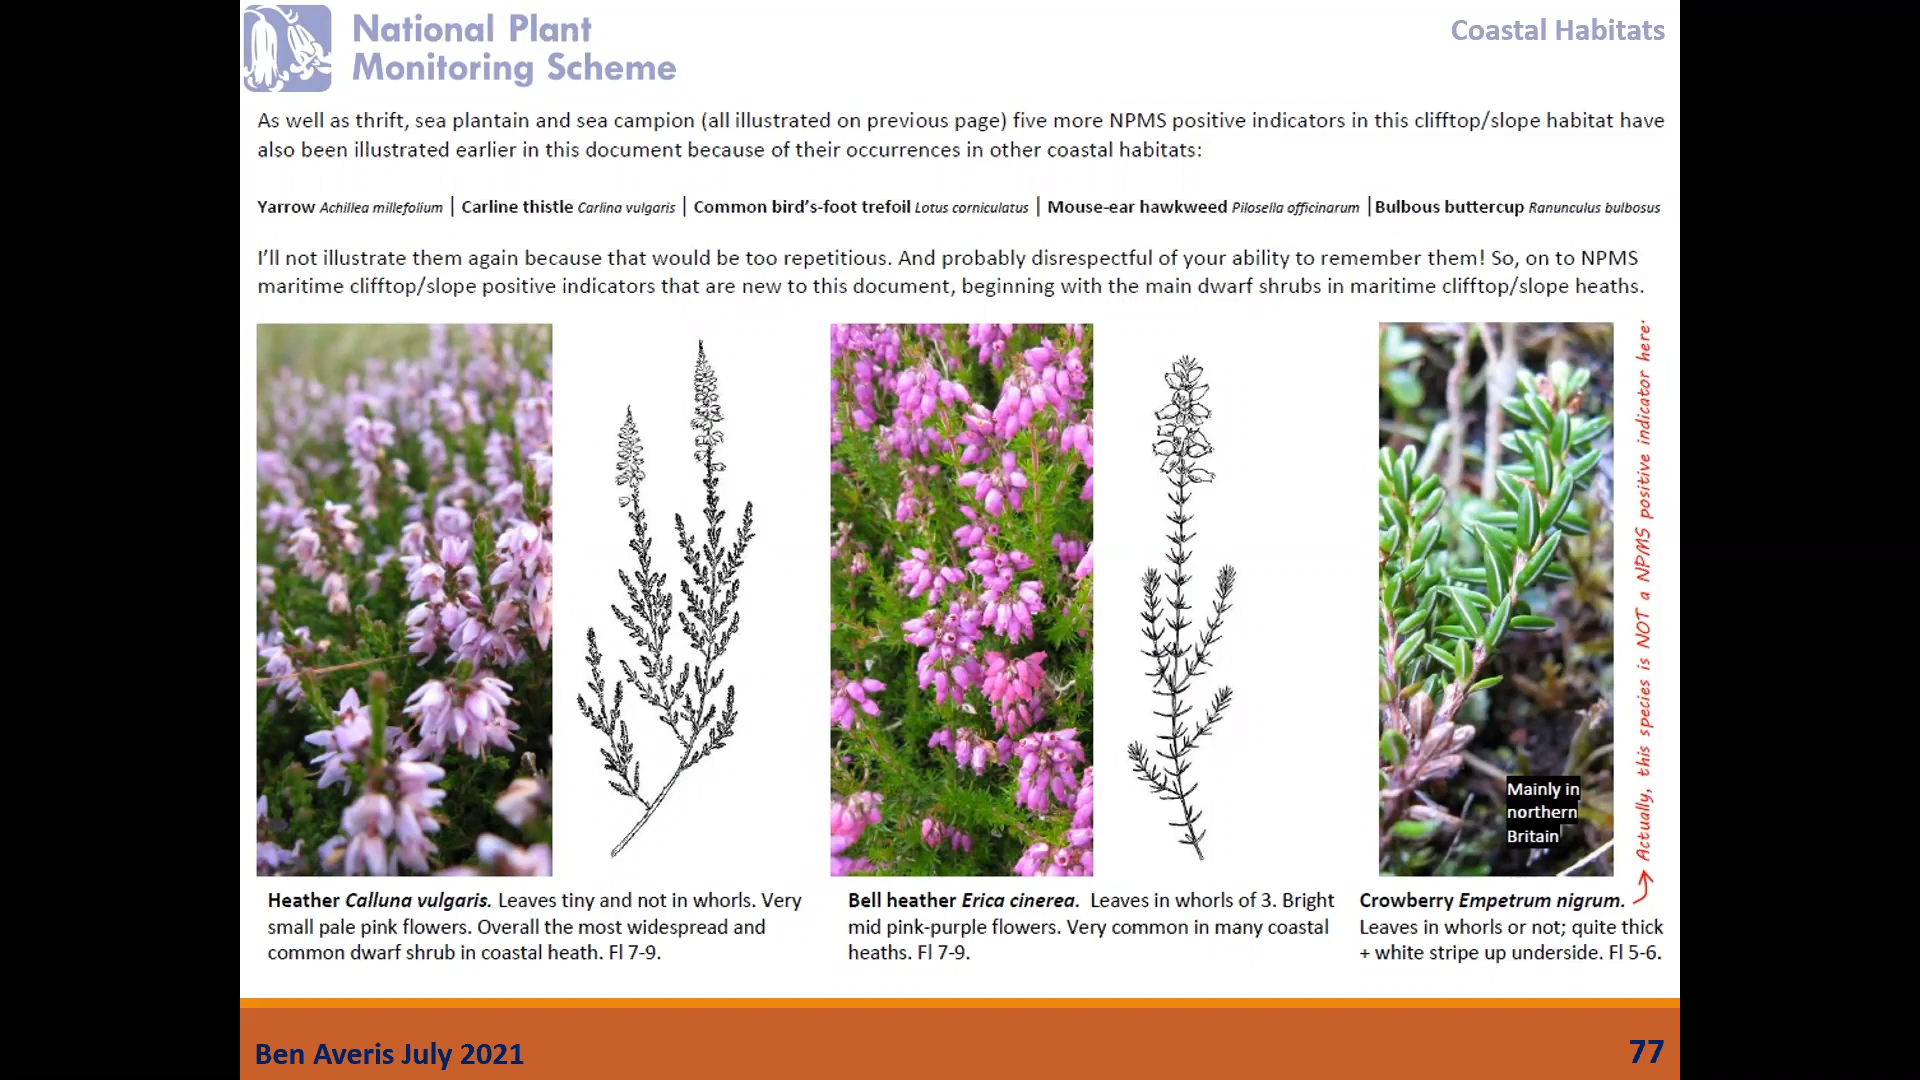 National Plant
Monitoring Scheme
Coastal Habitats
As well as thrift, sea plantain and sea campion (all illustrated on previous page) five more NPMS positive indicators in this clifftop/slope habitat have
also been illustrated earlier in this document because of their occurrences in other coastal habitats:
Yarrow Achillea millefolium | Carline thistle Carlina vulgaris | Common bird's-foot trefoil Lotus corniculatus | Mouse-ear hawkweed Pilosella officinarum | Bulbous buttercup Ranunculus bulbosus
I'll not illustrate them again because that would be too repetitious. And probably disrespectful of your ability to remember them! So, on to NPMS
maritime clifftop/slope positive indicators that are new to this document, beginning with the main dwarf shrubs in maritime clifftop/slope heaths.
Mainly in
northern
Britain
Actually, this species is NOT a NPMS positive indicator here.
Heather Calluna vulgaris. Leaves tiny and not in whorls. Very
small pale pink flowers. Overall the most widespread and
common dwarf shrub in coastal heath. Fl 7-9.
Bell heather Erica cinerea. Leaves in whorls of 3. Bright
mid pink-purple flowers. Very common in many coastal
heaths. Fl 7-9.
Crowberry Empetrum nigrum.
Leaves in whorls or not; quite thick
+ white stripe up underside. Fl 5-6.
Ben Averis July 2021
77